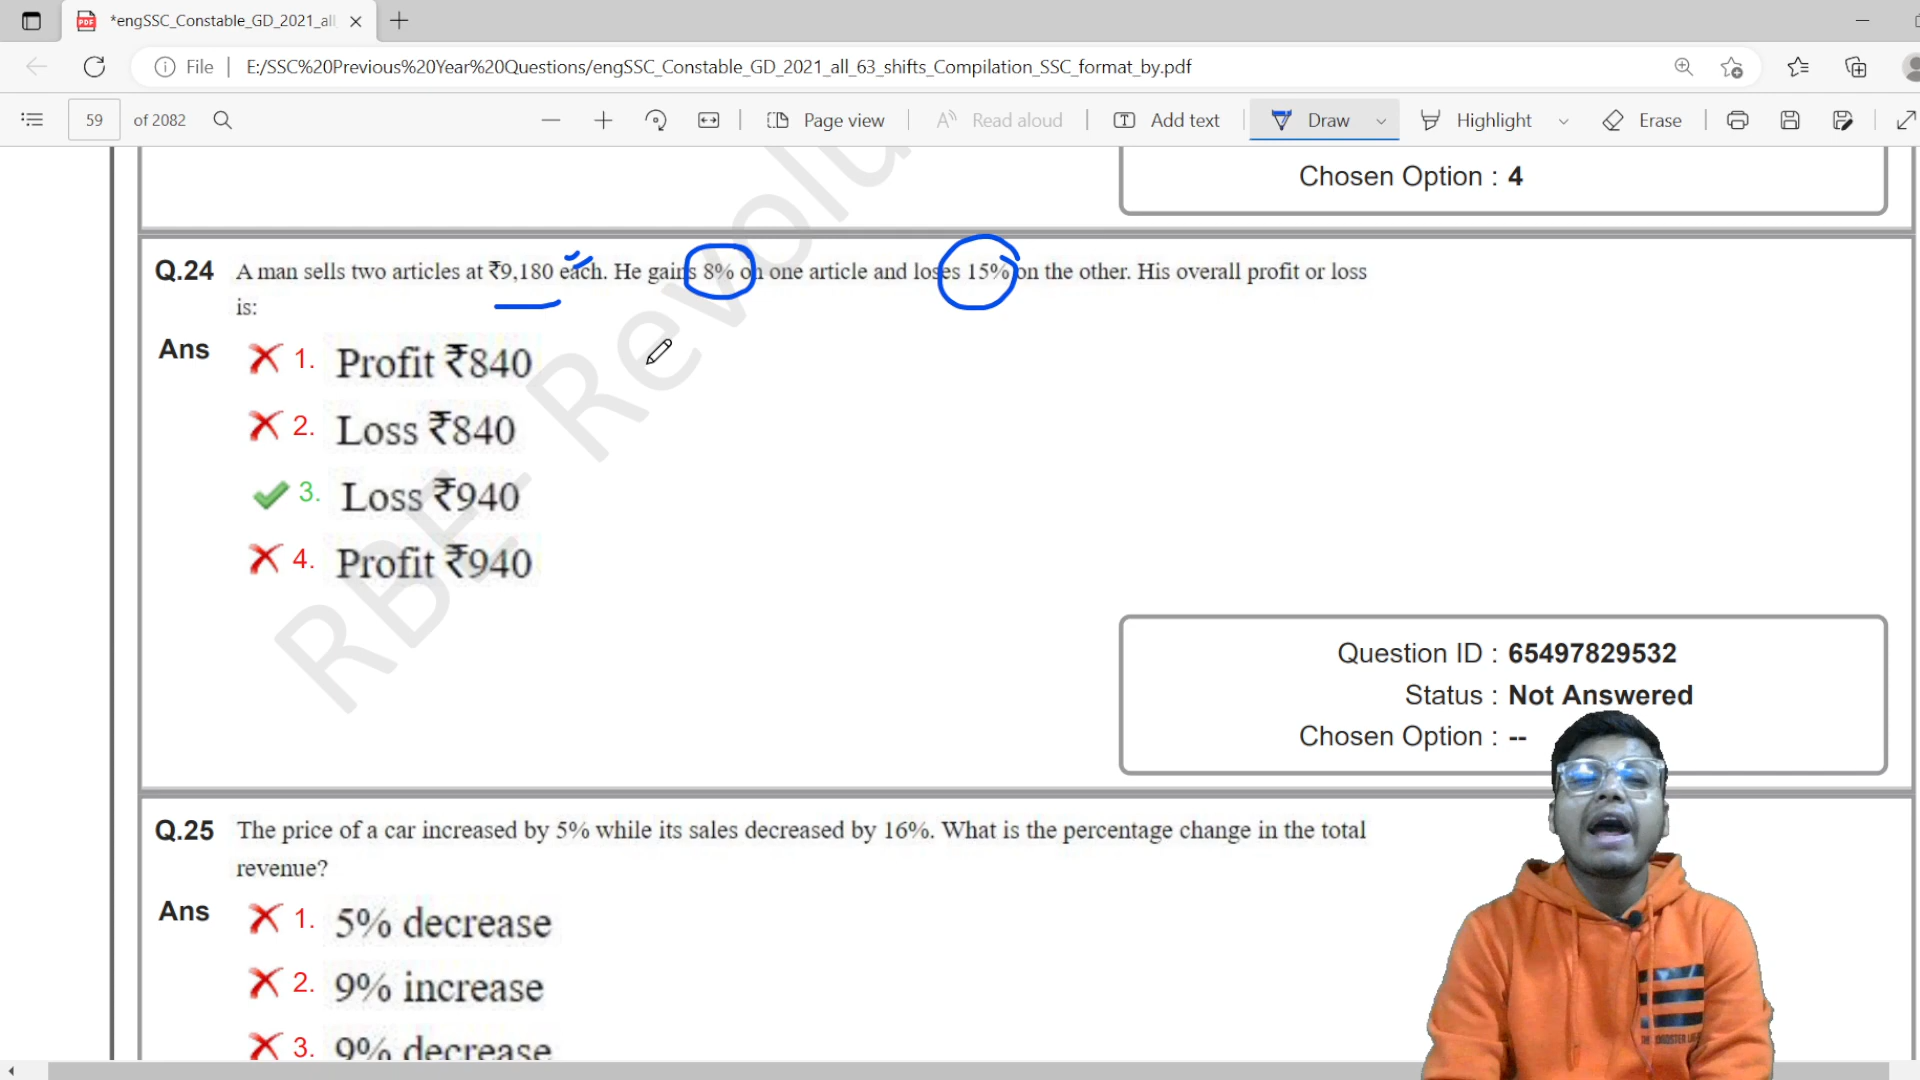 *engSSC_Constable_GD_2021_all
File
E:/SSC%20Previous%20Year%20Questions/engSSC_Constable_GD_2021_all_63_shifts_Compilation_SSC_format_by.pdf
59 of 2082
Page view
Read aloud
Add text
Draw
Highlight
Erase
Chosen Option : 4
Q.24 A man sells two articles at ₹9,180 each. He gains 8% on one article and loses 15% on the other. His overall profit or loss
is:
Ans
1. Profit ₹840
2. Loss ₹840
3. Loss ₹940
4. Profit ₹940
RBE - Revolu
Question ID : 65497829532
Status : Not Answered
Chosen Option : --
Q.25 The price of a car increased by 5% while its sales decreased by 16%. What is the percentage change in the total
revenue?
Ans
1. 5% decrease
2. 9% increase
3. 9% decrease